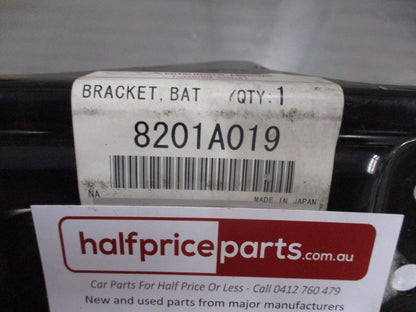 BRACKET, BAT /QTY: 1
8201A019
NA
MADE IN JAPAN
halfpriceparts.com.au
Car Parts For Half Price Or Less - Call 0412 760 479
New and used parts from major manufacturers